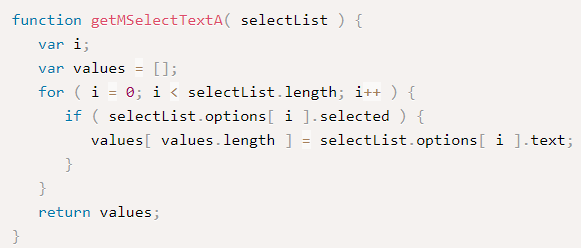 function getMSelectTextA( selectList ) {
   var i;
   var values = [];
   for ( i = 0; i < selectList.length; i++ ) {
      if ( selectList.options[ i ].selected ) {
         values[ values.length ] = selectList.options[ i ].text;
      }
   }
   return values;
}